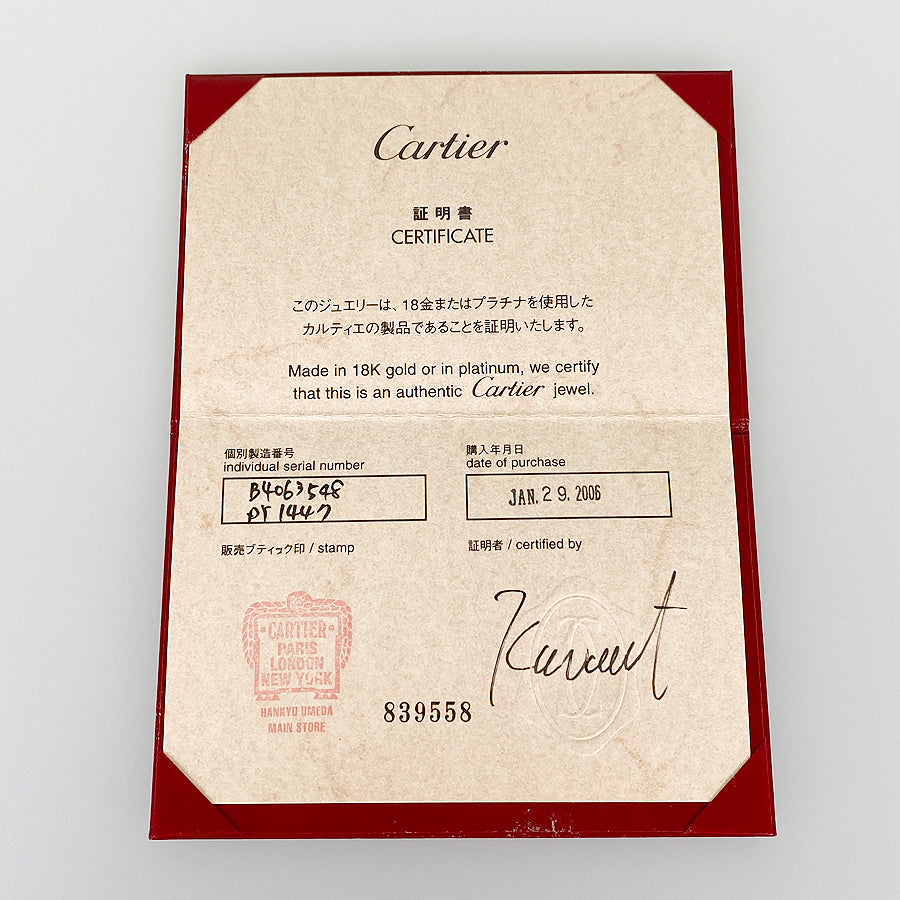 Cartier
証明書
CERTIFICATE
このジュエリーは、18金またはプラチナを使用した
カルティエの製品であることを証明いたします。
Made in 18K gold or in platinum, we certify
that this is an authentic Cartier jewel.
個別製造番号
individual serial number
B4063548
購入年月日
date of purchase
JAN. 29. 2006
販売ブティック印 / stamp
証明者 / certified by
CARTIER
PARIS
LONDON
NEW YORK
HANKYU UMEDA
MAIN STORE
839558